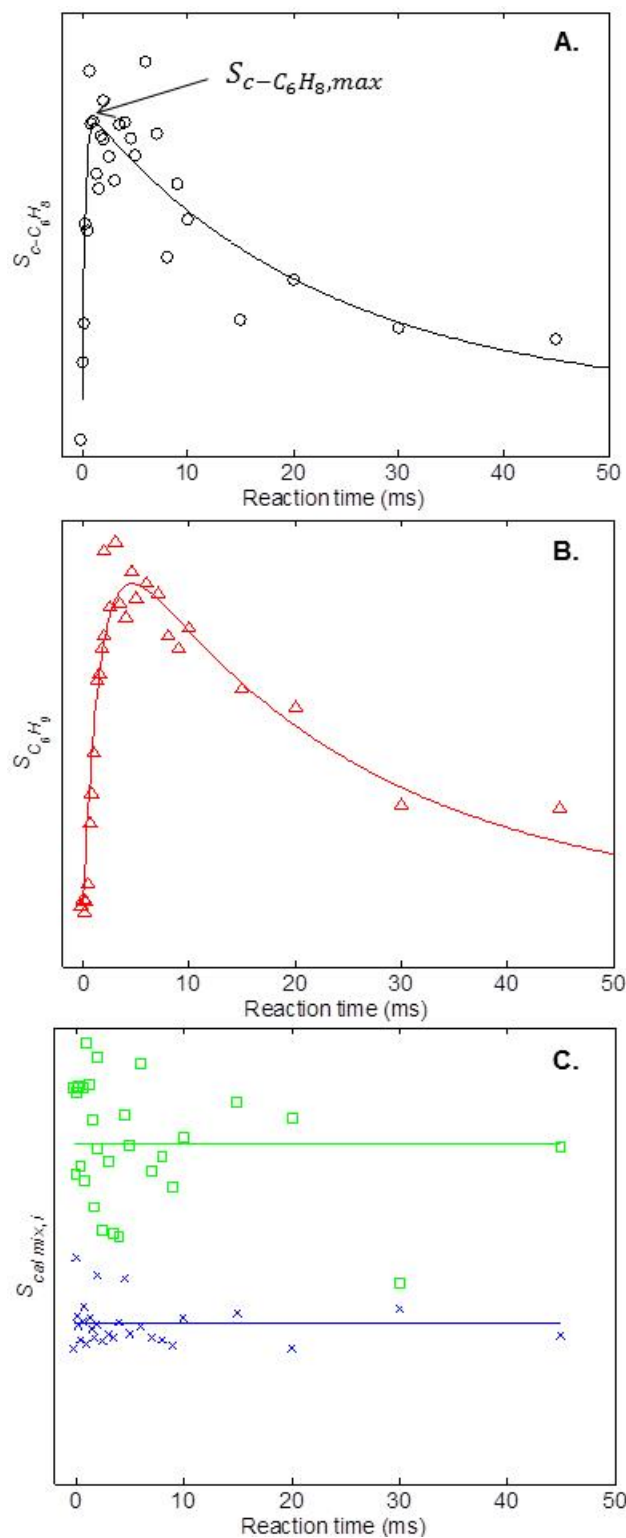 A.
S_{c−C_6H_8,max}
S_{c−C_6H_8}
0 10 20 30 40 50
Reaction time (ms)
B.
S_{C_6H_9}
0 10 20 30 40 50
Reaction time (ms)
C.
S_{cal mix,i}
0 10 20 30 40 50
Reaction time (ms)